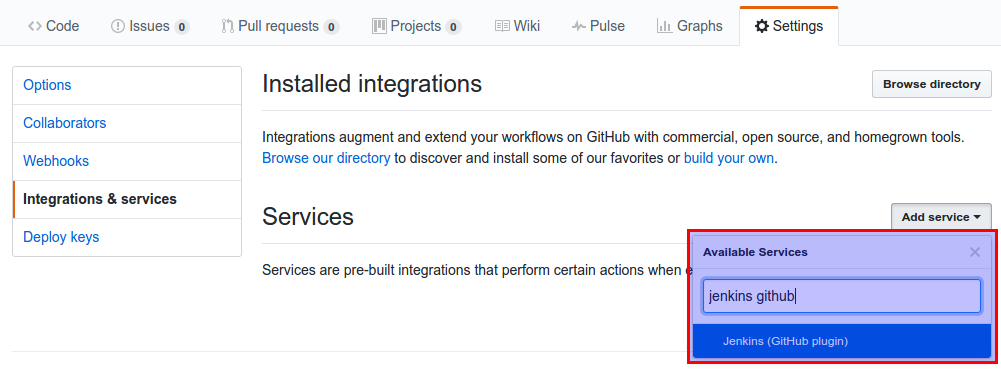 Code Issues 0 Pull requests 0 Projects 0 Wiki Pulse Graphs Settings
Options
Collaborators
Webhooks
Integrations & services
Deploy keys
Installed integrations
Browse directory
Integrations augment and extend your workflows on GitHub with commercial, open source, and homegrown tools.
Browse our directory to discover and install some of our favorites or build your own.
Services
Add service
Services are pre-built integrations that perform certain actions when e
Available Services
jenkins github
Jenkins (GitHub plugin)